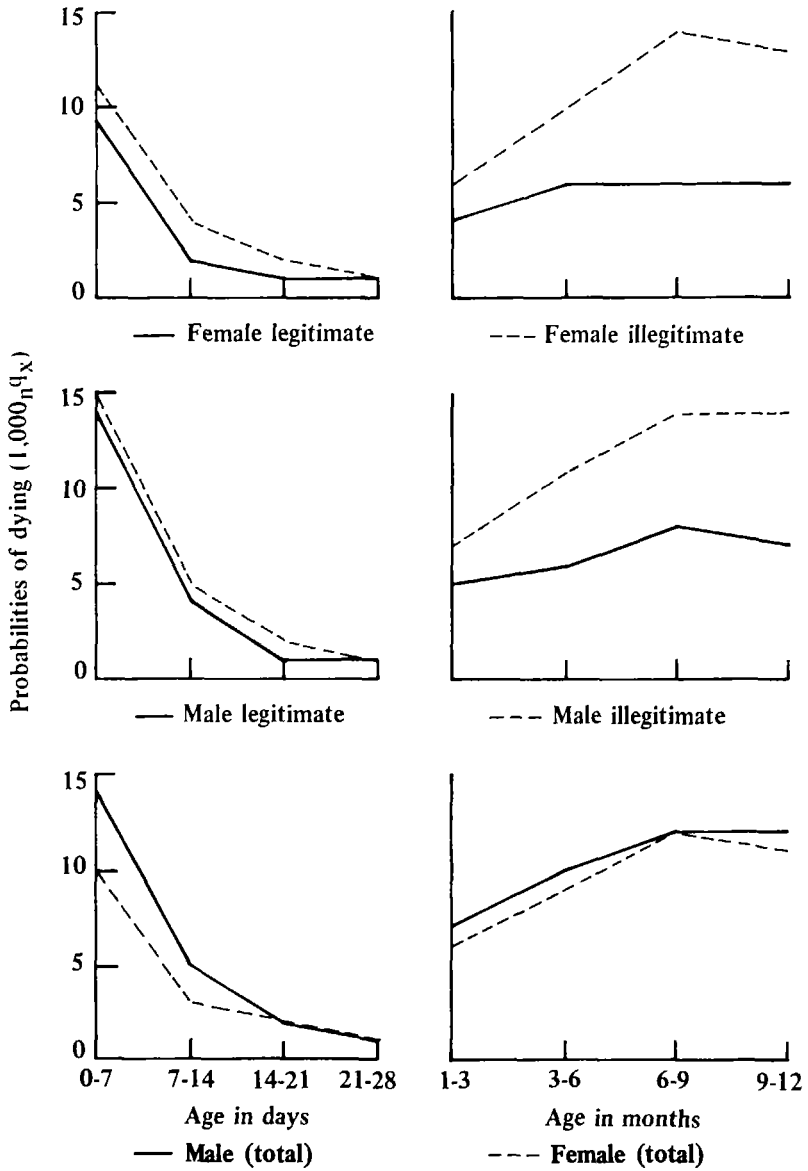 Probabilities of dying (1,000 nqx)
15
10
5
0
Female legitimate
Female illegitimate
15
10
5
0
Male legitimate
Male illegitimate
15
10
5
0
0-7 7-14 14-21 21-28
1-3 3-6 6-9 9-12
Age in days
Age in months
Male (total)
Female (total)